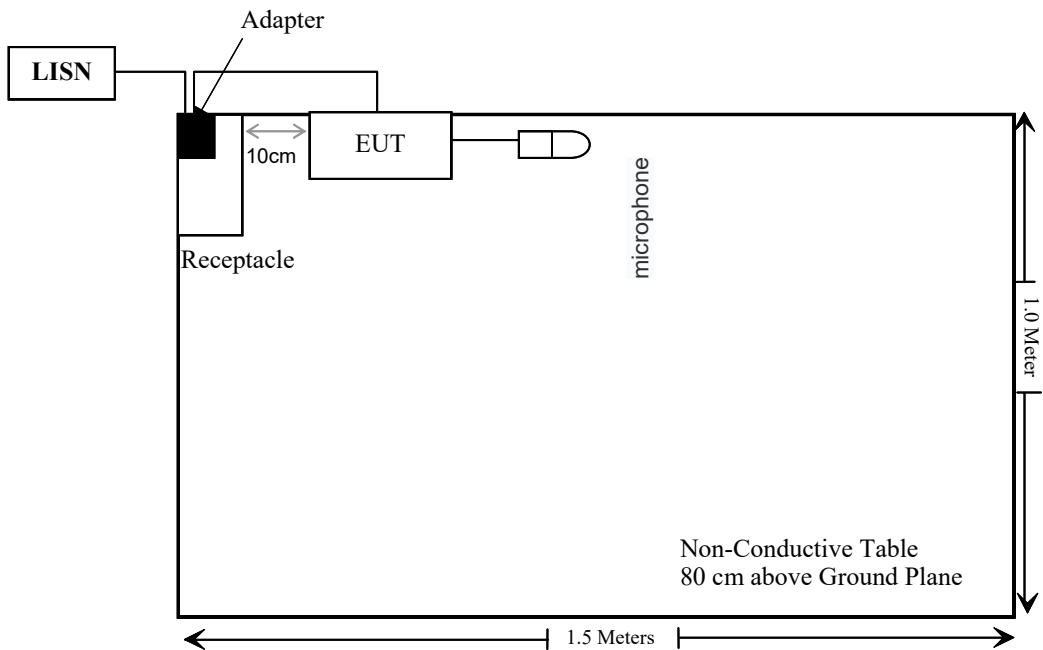 Adapter
LISN
EUT
10cm
microphone
Receptacle
1.0 Meter
Non-Conductive Table
80 cm above Ground Plane
1.5 Meters